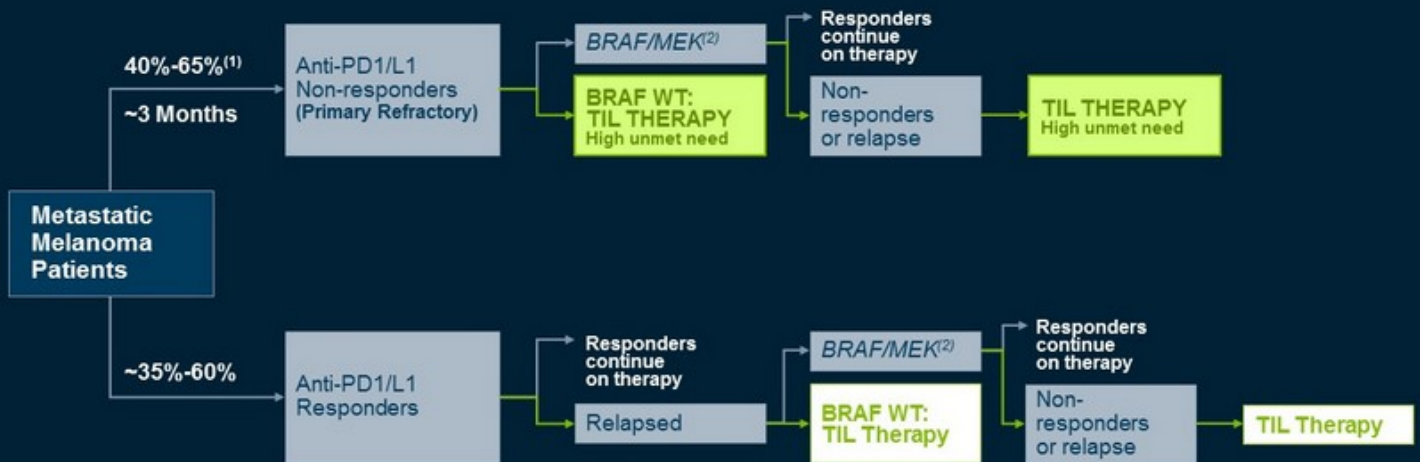 40%-65%(1)
~3 Months
Anti-PD1/L1
Non-responders
(Primary Refractory)
BRAF/MEK(2)
BRAF WT:
TIL THERAPY
High unmet need
Responders
continue
on therapy
Non-
responders
or relapse
TIL THERAPY
High unmet need
Metastatic
Melanoma
Patients
~35%-60%
Anti-PD1/L1
Responders
Responders
continue
on therapy
Relapsed
BRAF/MEK(2)
BRAF WT:
TIL Therapy
Responders
continue
on therapy
Non-
responders
or relapse
TIL Therapy